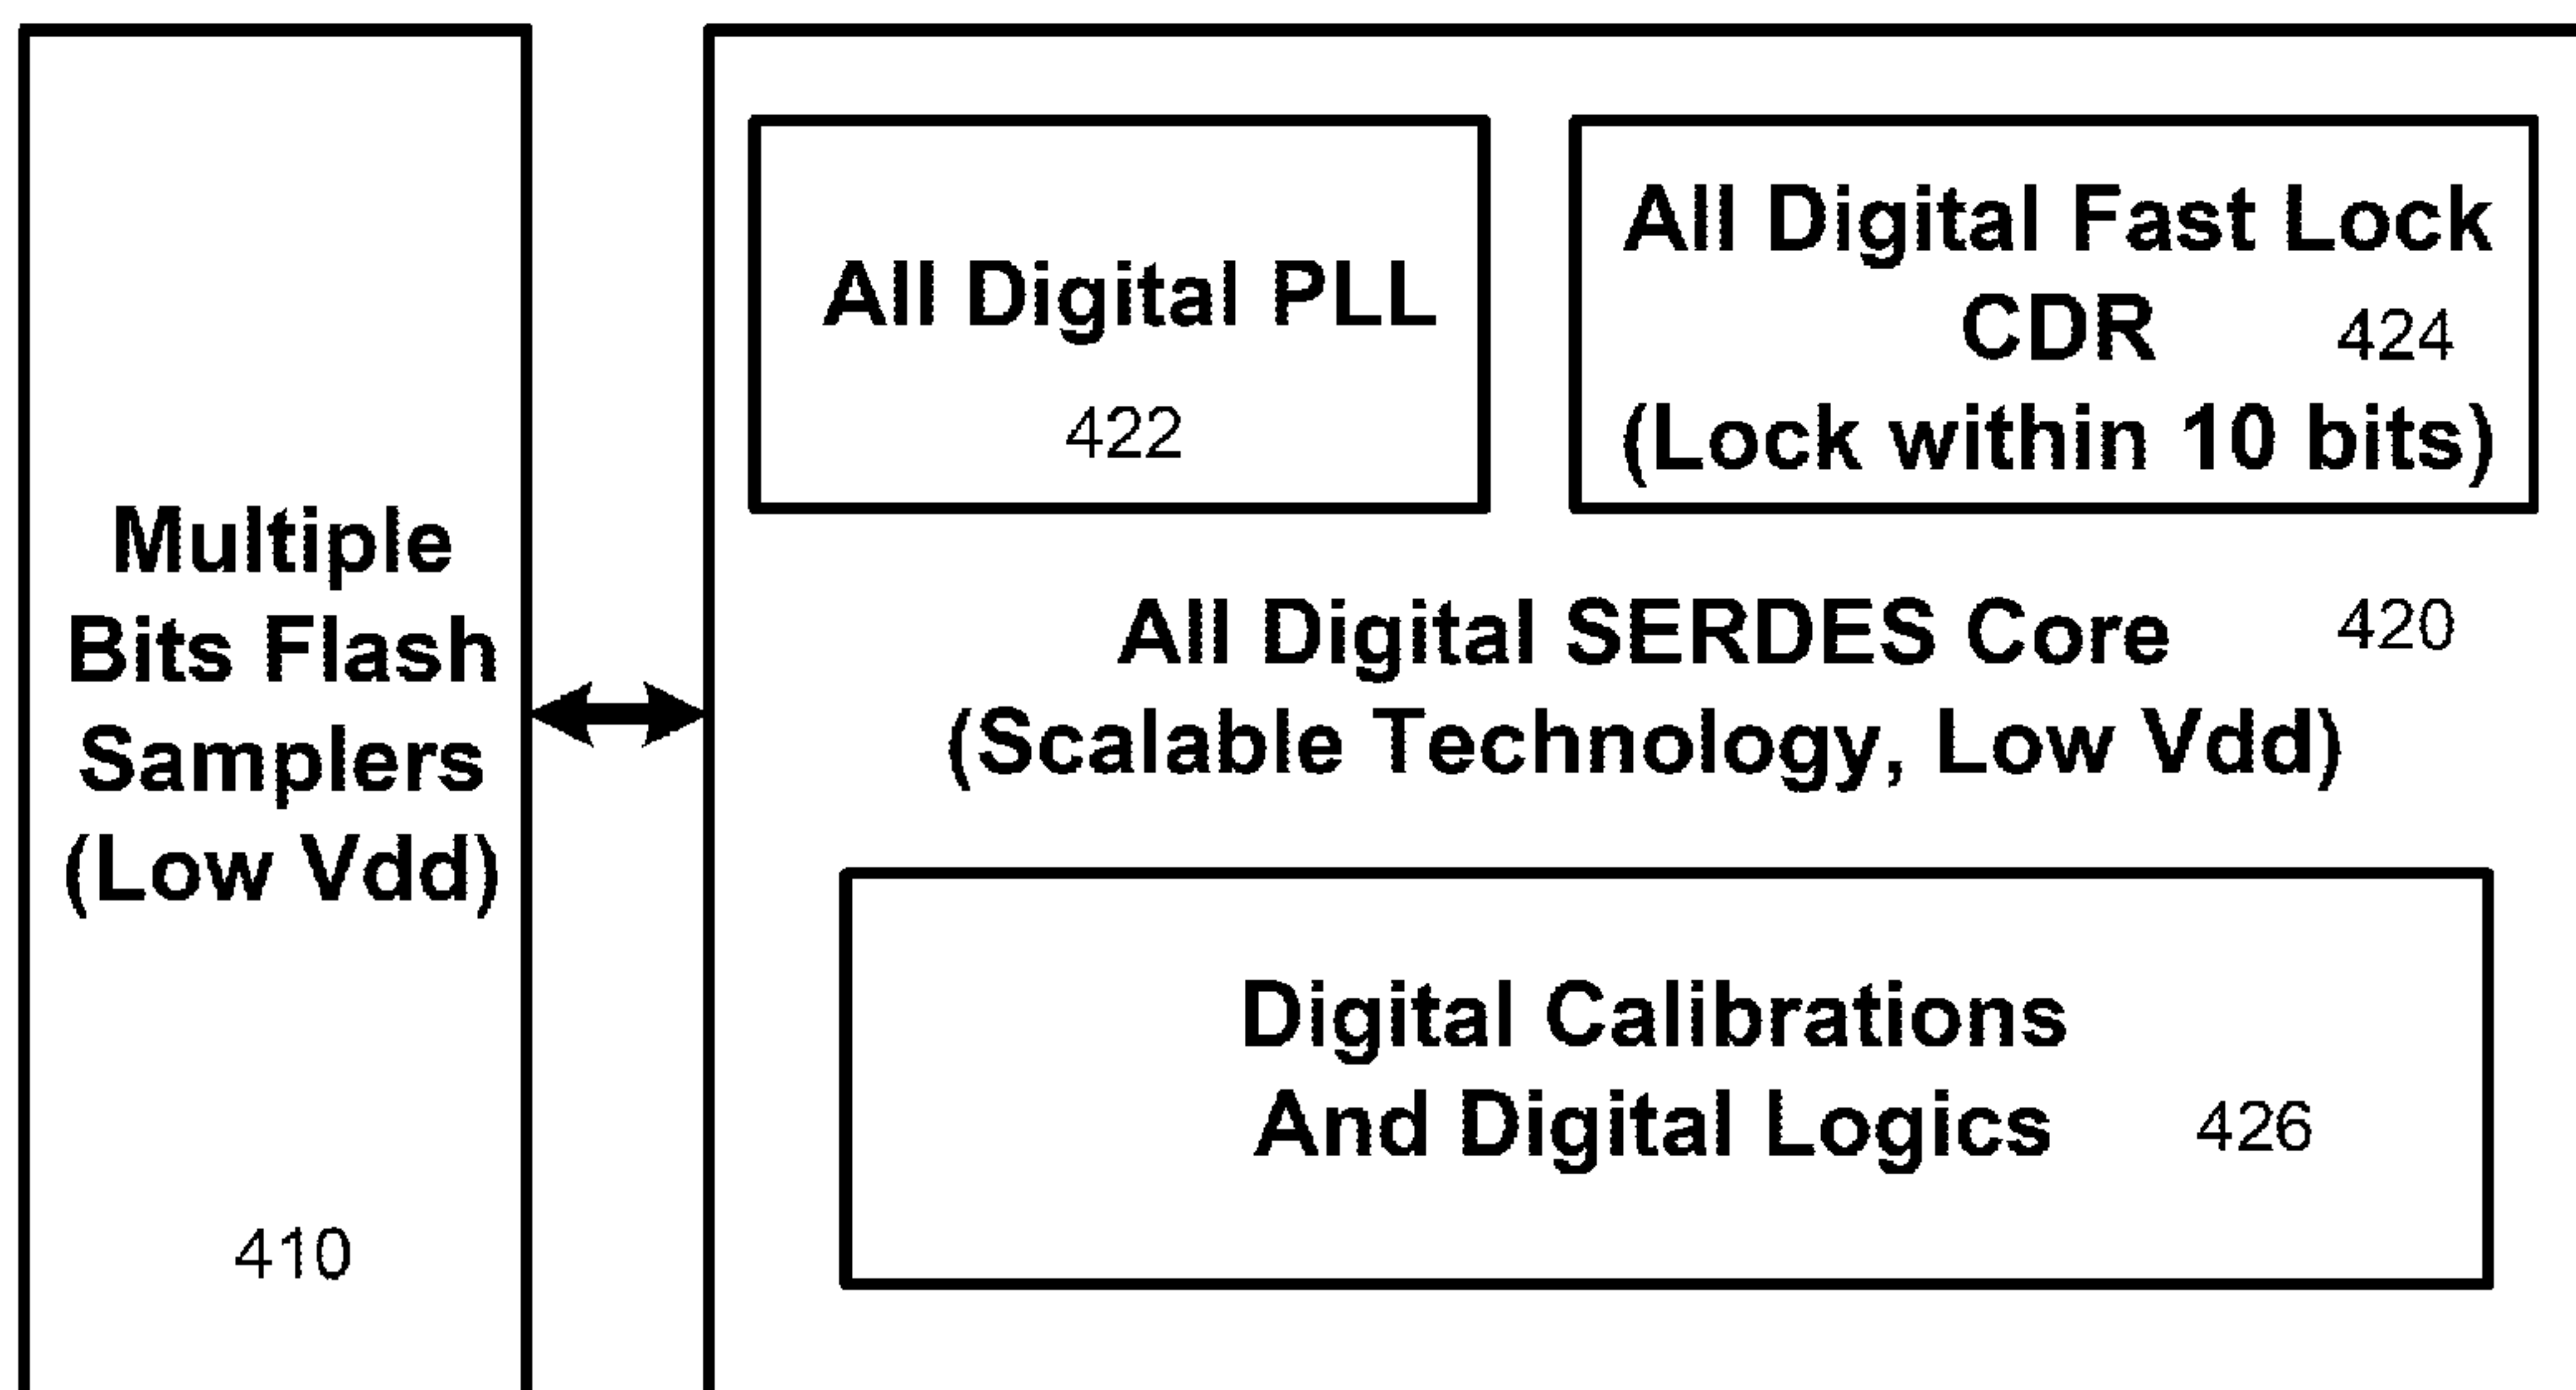 Multiple
Bits Flash
Samplers
(Low Vdd)
410
All Digital PLL
422
All Digital Fast Lock
CDR 424
(Lock within 10 bits)
All Digital SERDES Core 420
(Scalable Technology, Low Vdd)
Digital Calibrations
And Digital Logics 426